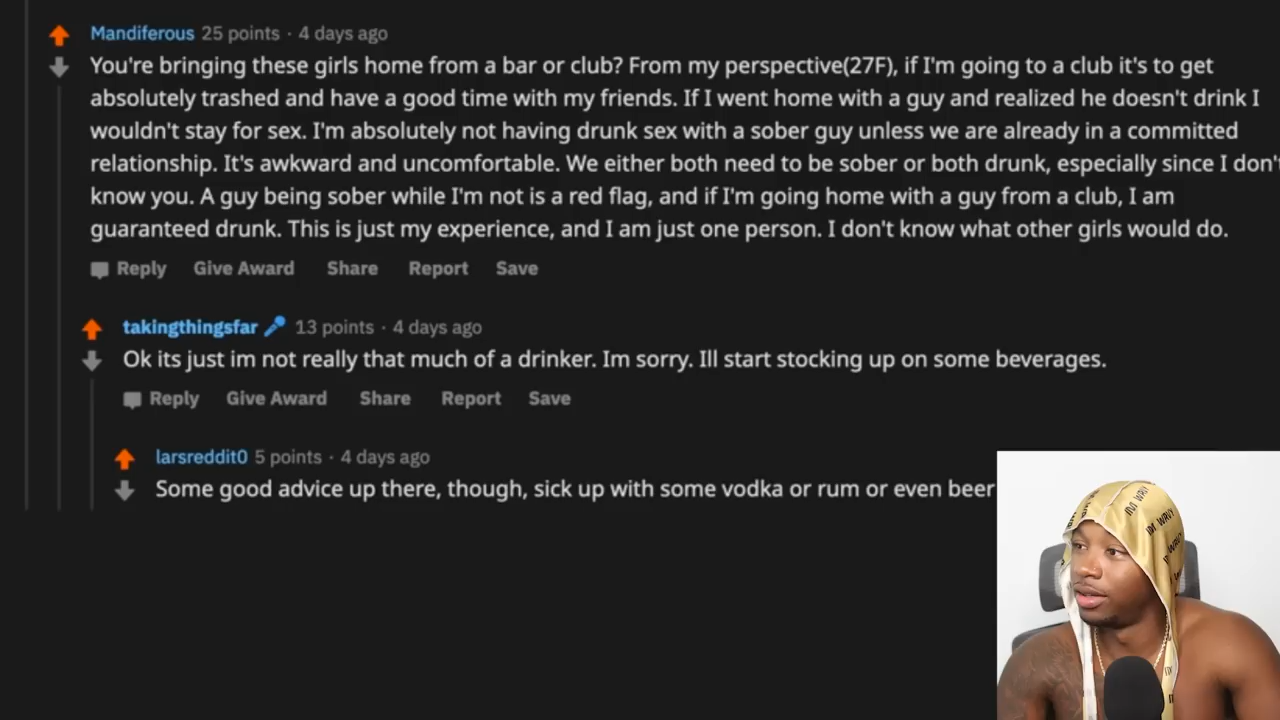 Mandiferous 25 points · 4 days ago
You're bringing these girls home from a bar or club? From my perspective(27F), if I'm going to a club it's to get
absolutely trashed and have a good time with my friends. If I went home with a guy and realized he doesn't drink I
wouldn't stay for sex. I'm absolutely not having drunk sex with a sober guy unless we are already in a committed
relationship. It's awkward and uncomfortable. We either both need to be sober or both drunk, especially since I don't
know you. A guy being sober while I'm not is a red flag, and if I'm going home with a guy from a club, I am
guaranteed drunk. This is just my experience, and I am just one person. I don't know what other girls would do.
Reply Give Award Share Report Save
takingthingsfar 13 points · 4 days ago
Ok its just im not really that much of a drinker. Im sorry. Ill start stocking up on some beverages.
Reply Give Award Share Report Save
larsreddit0 5 points · 4 days ago
Some good advice up there, though, sick up with some vodka or rum or even beer
IM WAVY
IM WAVY